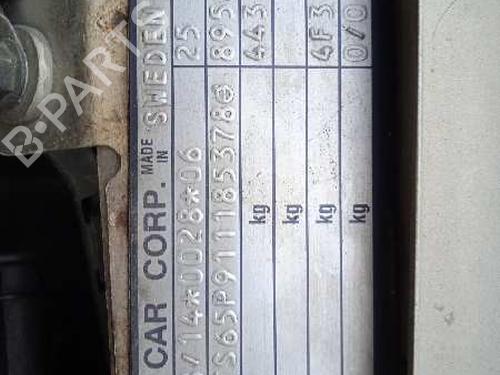 CAR CORP. MADE IN SWEDEN
/14*0028*06 25
S65P911185378@ 895
kg 443
kg
kg 4F3
kg 0/0
B-PARTS